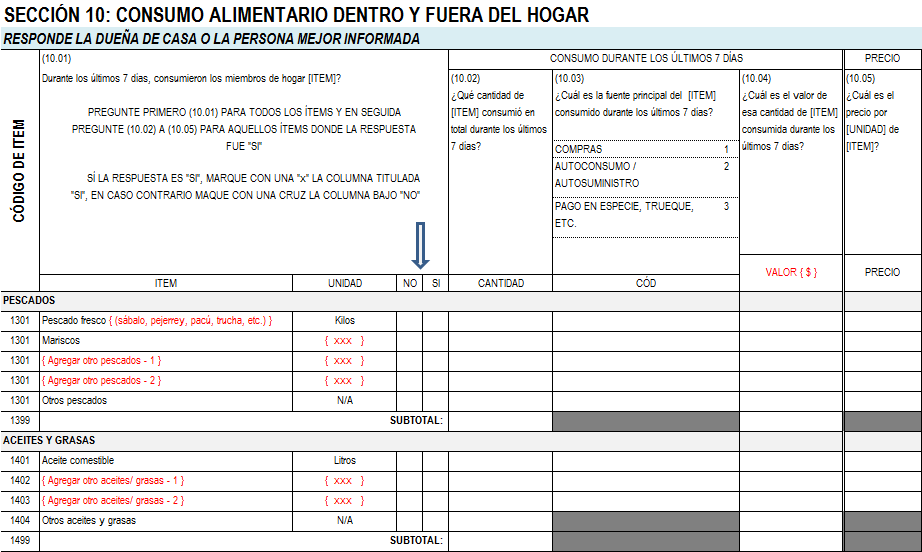 SECCIÓN 10: CONSUMO ALIMENTARIO DENTRO Y FUERA DEL HOGAR
RESPONDE LA DUEÑA DE CASA O LA PERSONA MEJOR INFORMADA
CÓDIGO DE ITEM
(10.01)
Durante los últimos 7 días, consumieron los miembros de hogar [ITEM]?
PREGUNTE PRIMERO (10.01) PARA TODOS LOS ÍTEMS Y EN SEGUIDA
PREGUNTE (10.02) A (10.05) PARA AQUELLOS ÍTEMS DONDE LA RESPUESTA
FUE "SI"
SÍ LA RESPUESTA ES "SI", MARQUE CON UNA "x" LA COLUMNA TITULADA
"SI", EN CASO CONTRARIO MAQUE CON UNA CRUZ LA COLUMNA BAJO "NO"
CONSUMO DURANTE LOS ÚLTIMOS 7 DÍAS
PRECIO
(10.02)
¿Qué cantidad de
[ITEM] consumió en
total durante los últimos
7 días?
(10.03)
¿Cuál es la fuente principal del [ITEM]
consumido durante los últimos 7 días?
COMPRAS 1
AUTOCONSUMO / 2
AUTOSUMINISTRO
PAGO EN ESPECIE, TRUEQUE, 3
ETC.
(10.04)
¿Cuál es el valor de
esa cantidad de [ITEM]
consumida durante los
últimos 7 días?
(10.05)
¿Cuál es el
precio por
[UNIDAD] de
[ITEM]?
ITEM UNIDAD NO SI CANTIDAD CÓD VALOR { $ } PRECIO
PESCADOS
1301 Pescado fresco { (sábalo, pejerrey, pacú, trucha, etc.) } Kilos
1301 Mariscos { xxx }
1301 { Agregar otro pescados - 1 } { xxx }
1301 { Agregar otro pescados - 2 } { xxx }
1301 Otros pescados N/A
1399 SUBTOTAL:
ACEITES Y GRASAS
1401 Aceite comestible Litros
1402 { Agregar otro aceites/ grasas - 1 } { xxx }
1403 { Agregar otro aceites/ grasas - 2 } { xxx }
1404 Otros aceites y grasas N/A
1499 SUBTOTAL: